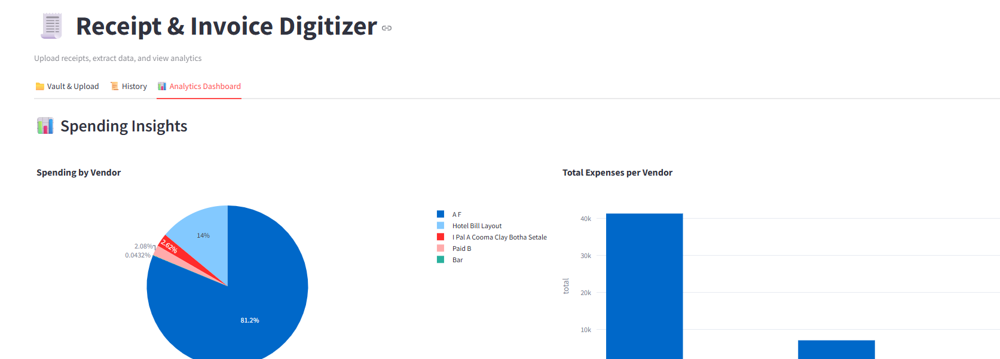 Receipt & Invoice Digitizer
Upload receipts, extract data, and view analytics
Vault & Upload History Analytics Dashboard
Spending Insights
Spending by Vendor
14%
2.62%
2.08%
0.0432%
81.2%
A F
Hotel Bill Layout
I Pal A Cooma Clay Botha Setale
Paid B
Bar
Total Expenses per Vendor
40k
30k
20k
10k
total